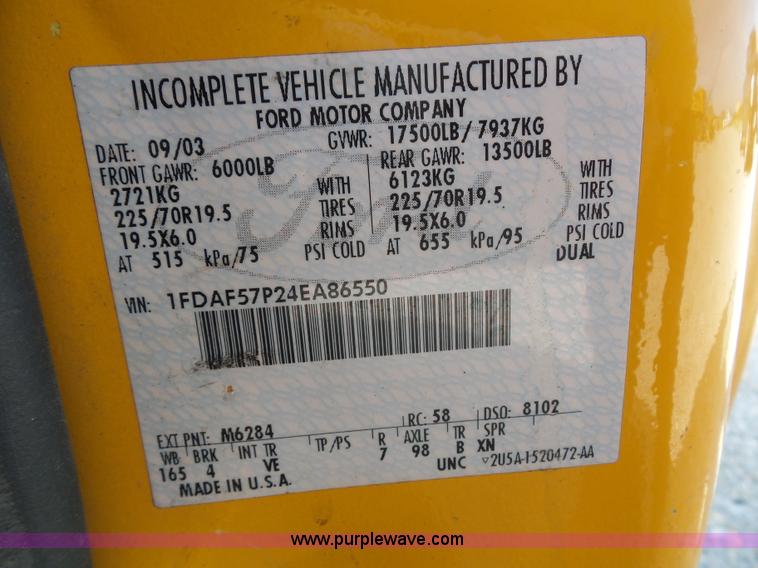 INCOMPLETE VEHICLE MANUFACTURED BY
FORD MOTOR COMPANY
DATE: 09/03 GVWR: 17500LB/7937KG
FRONT GAWR: 6000LB REAR GAWR: 13500LB
2721KG WITH 6123KG WITH
225/70R19.5 TIRES 225/70R19.5 TIRES
19.5X6.0 RIMS 19.5X6.0 RIMS
AT 515 kPa/75 PSI COLD AT 655 kPa/95 PSI COLD
DUAL
VIN: 1FDAF57P24EA86550
EXT PNT: M6284 RC: 58 DSO: 8102
WB BRK INT TR TP/PS R AXLE TR SPR
165 4 VE 7 98 B XN
MADE IN U.S.A. UNC ▽2U5A-1520472-AA
www.purplewave.com